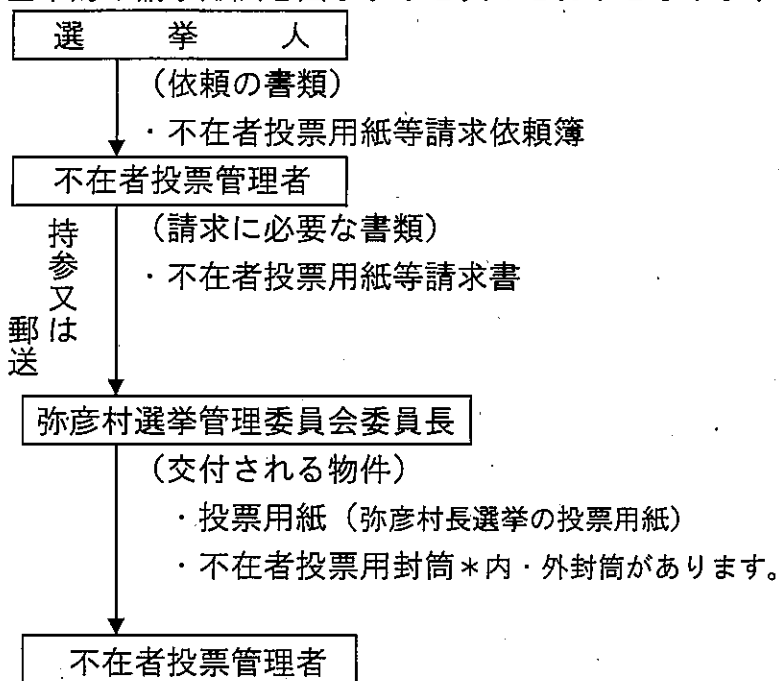 選挙人
(依頼の書類)
・不在者投票用紙等請求依頼簿
不在者投票管理者
持参又は
郵送
(請求に必要な書類)
・不在者投票用紙等請求書
弥彦村選挙管理委員会委員長
(交付される物件)
・投票用紙(弥彦村長選挙の投票用紙)
・不在者投票用封筒*内・外封筒があります。
不在者投票管理者